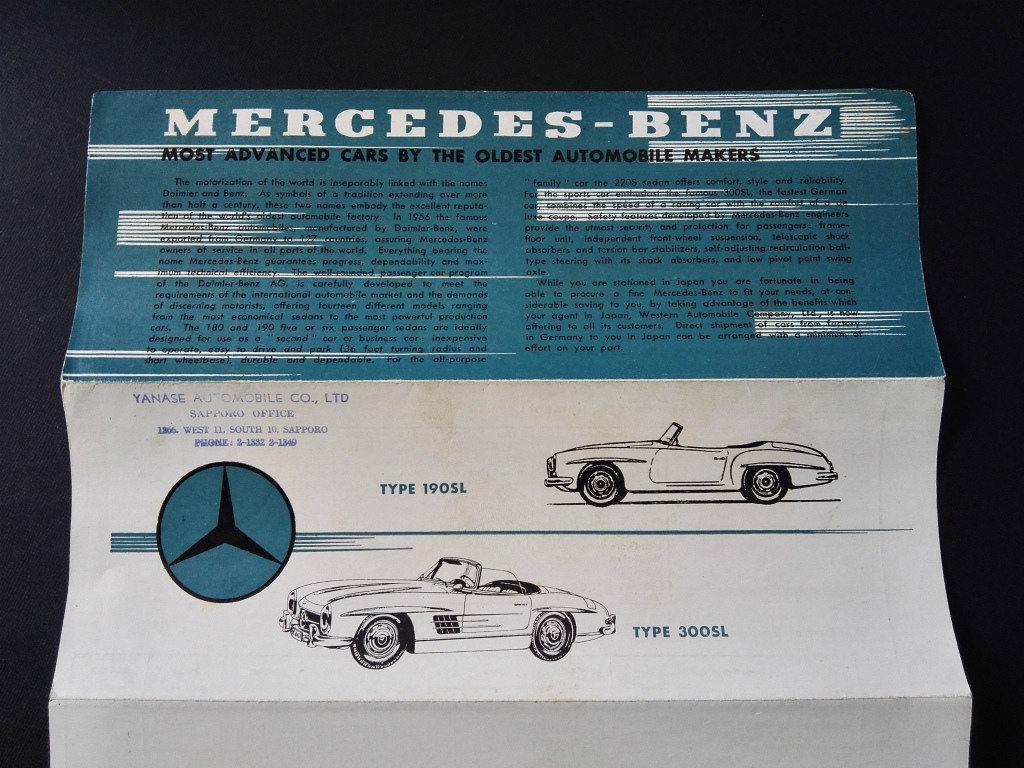 MERCEDES-BENZ
MOST ADVANCED CARS BY THE OLDEST AUTOMOBILE MAKERS
The motorization of the world is inseparably linked with the names
Daimler and Benz. As symbols of a tradition extending over more
than half a century, these two names embody the excellent reputa-
tion of the world's oldest automobile factory. In 1956 the famous
Mercedes-Benz automobiles, manufactured by Daimler-Benz, were
exported from Germany to 127 countries, assuring Mercedes-Benz
owners of service in all parts of the world. Everything bearing the
name Mercedes-Benz guarantees progress, dependability and max-
imum technical efficiency. The well-rounded passenger car program
of the Daimler-Benz AG. is carefully developed to meet the
requirements of the international automobile market and the demands
of discerning motorists, offering fourteen different models ranging
from the most economical sedans to the most powerful production
cars. The 180 and 190 five or six passenger sedans are ideally
designed for use as a "second" car or business car: inexpensive
to operate, easy to drive and park (36 foot turning radius and
short wheelbase), durable and dependable. For the all-purpose
"family" car the 220S sedan offers comfort, style and reliability.
For the sports car enthusiast the famous 300SL, the fastest German
car, combines the speed of a racing car with the comfort of a de
luxe coupe. Safety features developed by Mercedes-Benz engineers
provide the utmost security and protection for passengers: frame-
floor unit, independent front-wheel suspension, telescopic shock
absorbers and torsion bar stabilizers, self-adjusting recirculation ball-
type steering with its shock absorbers, and low pivot point swing
axle.
While you are stationed in Japan you are fortunate in being
able to procure a fine Mercedes-Benz to fit your needs, at con-
siderable saving to you, by taking advantage of the benefits which
your agent in Japan, Western Automobile Company, Ltd., is now
offering to all its customers. Direct shipment of cars from factory
in Germany to you in Japan can be arranged with a minimum of
effort on your part.
YANASE AUTOMOBILE CO., LTD
SAPPORO OFFICE
WEST 11, SOUTH 10, SAPPORO
PHONE: 2-1332 2-1349
TYPE 190SL
TYPE 300SL